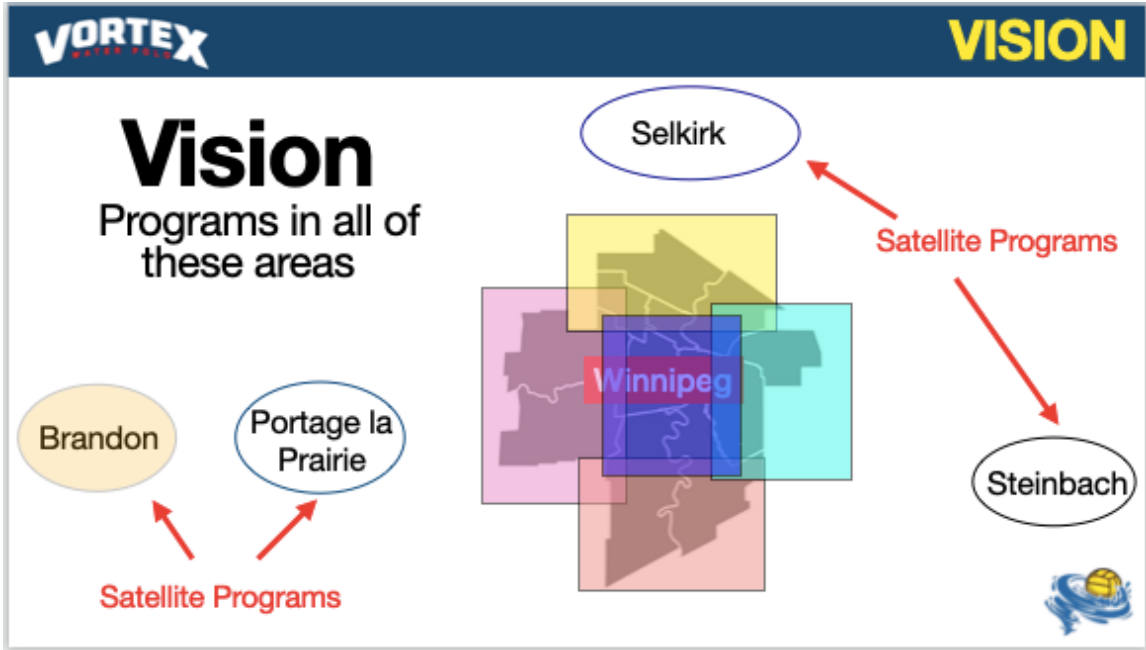 VORTEX
WATER POLO
VISION
Vision
Programs in all of
these areas
Selkirk
Satellite Programs
Winnipeg
Brandon
Portage la
Prairie
Steinbach
Satellite Programs